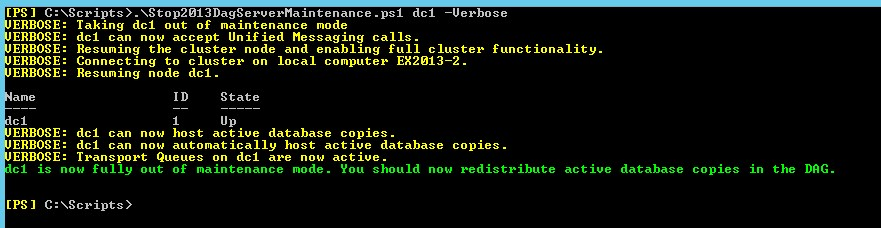 [PS] C:\Scripts>.\Stop2013DagServerMaintenance.ps1 dc1 -Verbose
VERBOSE: Taking dc1 out of maintenance mode
VERBOSE: dc1 can now accept Unified Messaging calls.
VERBOSE: Resuming the cluster node and enabling full cluster functionality.
VERBOSE: Connecting to cluster on local computer EX2013-2.
VERBOSE: Resuming node dc1.
Name ID State
---- -- -----
dc1 1 Up
VERBOSE: dc1 can now host active database copies.
VERBOSE: dc1 can now automatically host active database copies.
VERBOSE: Transport Queues on dc1 are now active.
dc1 is now fully out of maintenance mode. You should now redistribute active database copies in the DAG.
[PS] C:\Scripts>